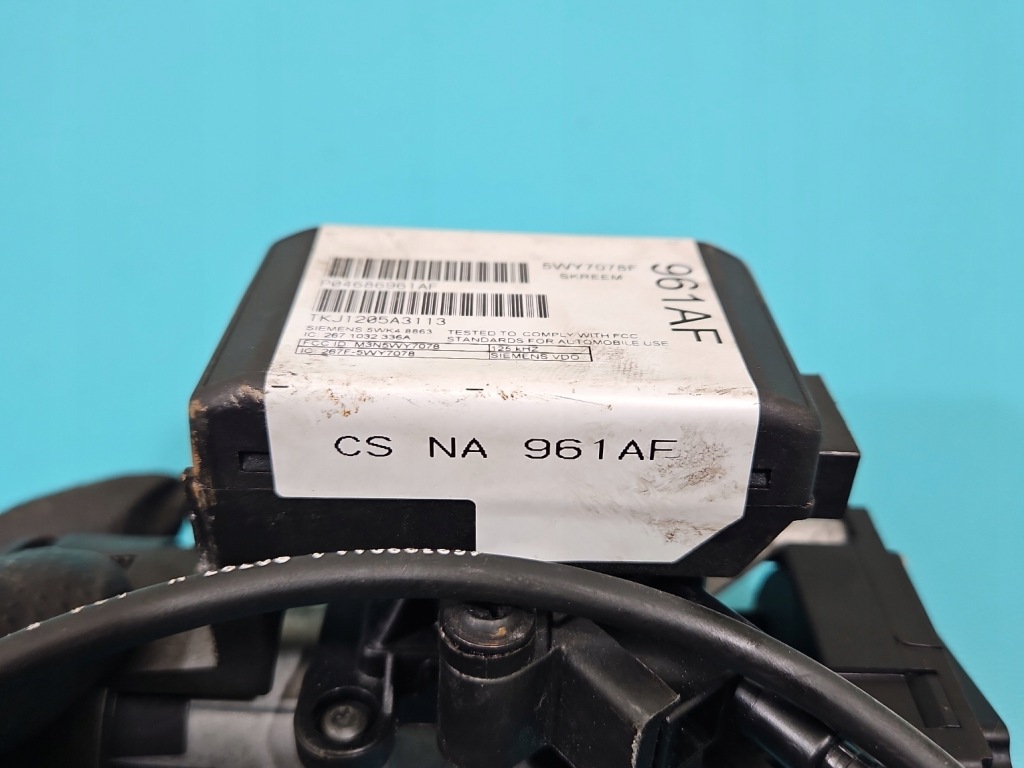 5WY7078F
SKREEM
961AF
P04686961AF
TKJ1205A3113
SIEMENS 5WK4 8863
IC: 267 1032 336A
TESTED TO COMPLY WITH FCC
STANDARDS FOR AUTOMOBILE USE
FCC ID M3N5WY7078 125 kHZ
IC: 267F-5WY7078 SIEMENS VDO
CS NA 961AF